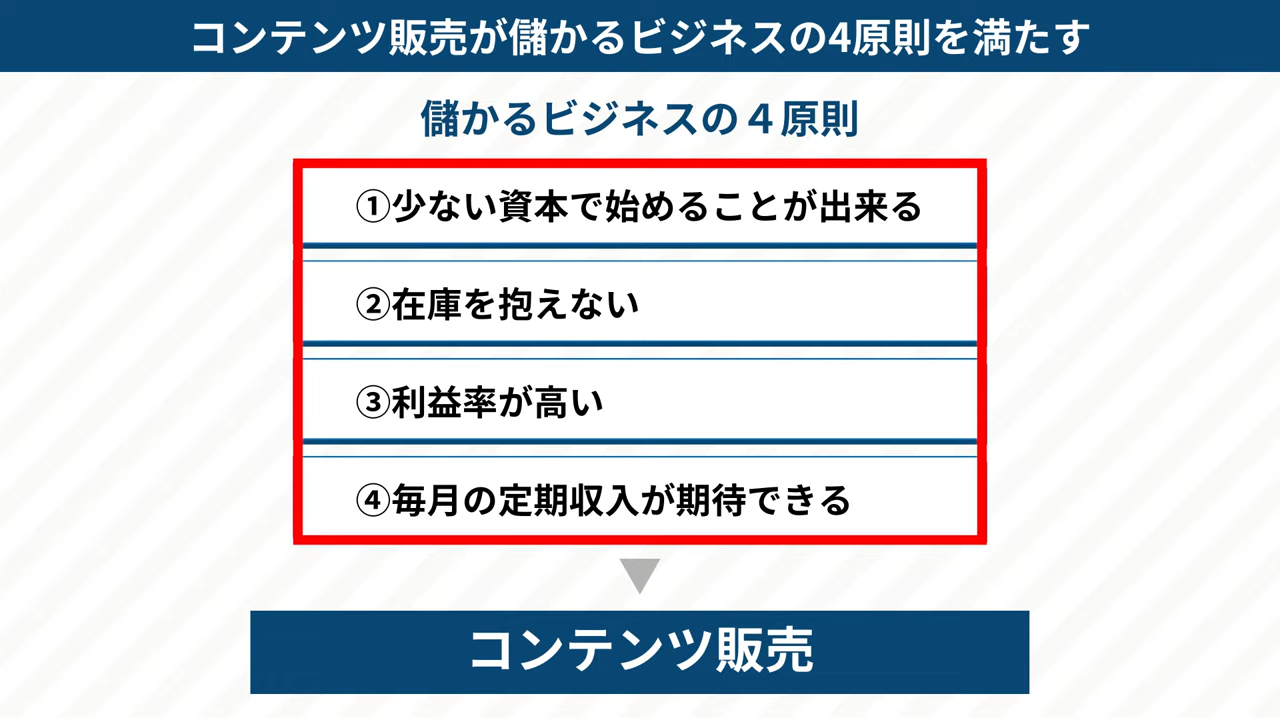 コンテンツ販売が儲かるビジネスの4原則を満たす
儲かるビジネスの４原則
①少ない資本で始めることが出来る
②在庫を抱えない
③利益率が高い
④毎月の定期収入が期待できる
コンテンツ販売